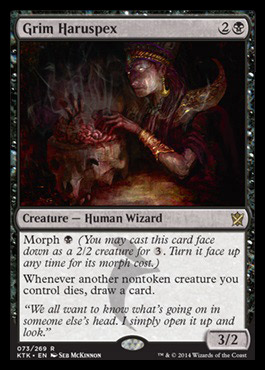 Grim Haruspex 2
Creature — Human Wizard
Morph (You may cast this card face
down as a 2/2 creature for 3. Turn it face up
any time for its morph cost.)
Whenever another nontoken creature you
control dies, draw a card.
“We all want to know what’s going on in
someone else’s head. I simply open it up and
look.”
3/2
073/269 R
KTK • EN Seb McKinnon
™ & © 2014 Wizards of the Coast